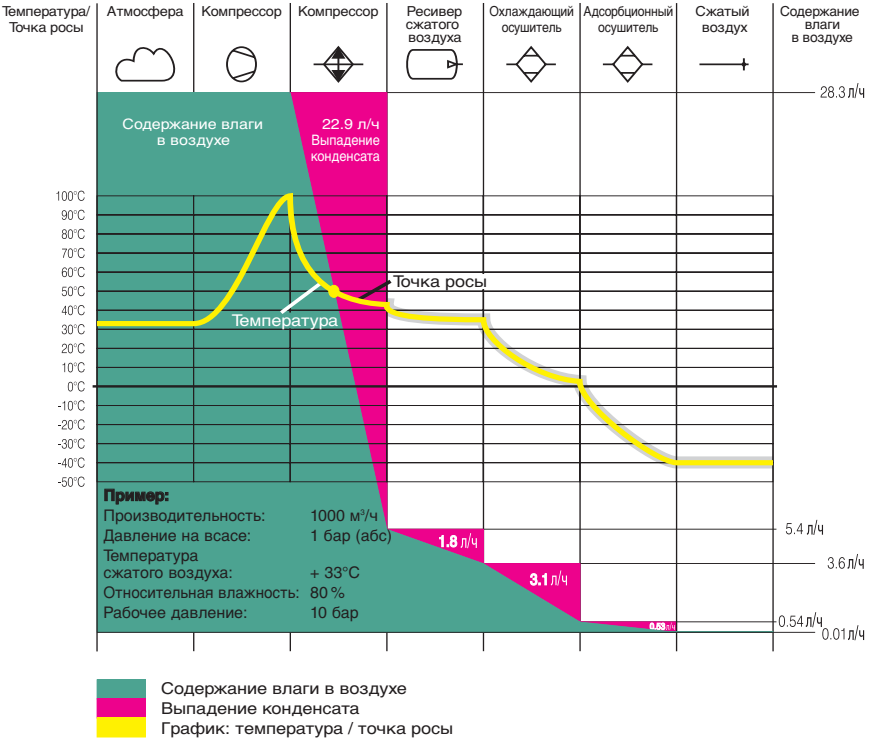 Температура/
Точка росы
Атмосфера
Компрессор
Компрессор
Ресивер
сжатого
воздуха
Охлаждающий
осушитель
Адсорбционный
осушитель
Сжатый
воздух
Содержание
влаги
в воздухе
28.3 л/ч
Содержание влаги
в воздухе
22.9 л/ч
Выпадение
конденсата
100°C
90°C
80°C
70°C
60°C
50°C
40°C
30°C
20°C
10°C
0°C
-10°C
-20°C
-30°C
-40°C
-50°C
Точка росы
Температура
Пример:
Производительность: 1000 м³/ч
Давление на всасе: 1 бар (абс)
Температура
сжатого воздуха: + 33°C
Относительная влажность: 80 %
Рабочее давление: 10 бар
1.8 л/ч
3.1 л/ч
0.53 л/ч
5.4 л/ч
3.6 л/ч
0.54 л/ч
0.01 л/ч
Содержание влаги в воздухе
Выпадение конденсата
График: температура / точка росы